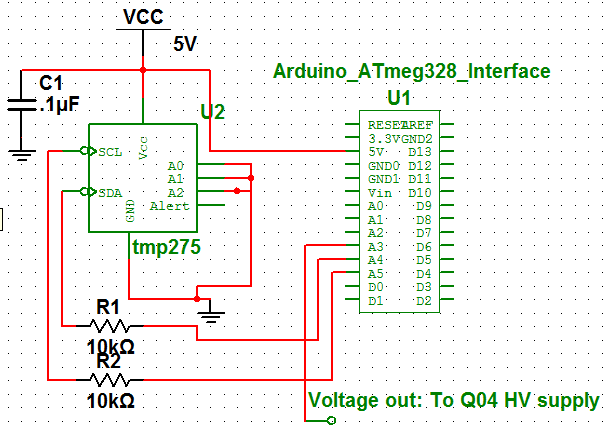 VCC
5V
C1
.1µF
Arduino_ATmeg328_Interface
U2
U1
SCL
SDA
Vcc
GND
A0
A1
A2
Alert
tmp275
RESET AREF
3.3V GND2
5V D13
GND0 D12
GND1 D11
Vin D10
A0 D9
A1 D8
A2 D7
A3 D6
A4 D5
A5 D4
D0 D3
D1 D2
R1
10kΩ
R2
10kΩ
Voltage out: To Q04 HV supply